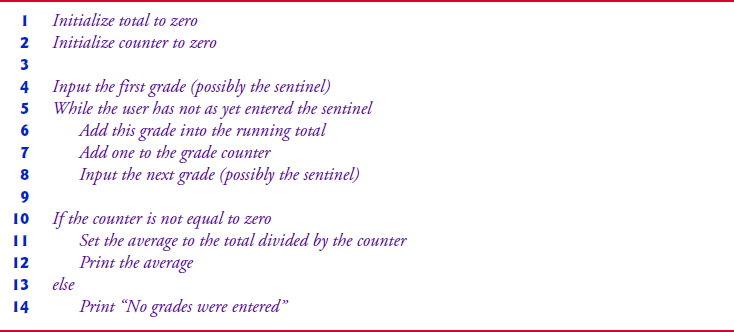 1 Initialize total to zero
2 Initialize counter to zero
3
4 Input the first grade (possibly the sentinel)
5 While the user has not as yet entered the sentinel
6 Add this grade into the running total
7 Add one to the grade counter
8 Input the next grade (possibly the sentinel)
9
10 If the counter is not equal to zero
11 Set the average to the total divided by the counter
12 Print the average
13 else
14 Print “No grades were entered”